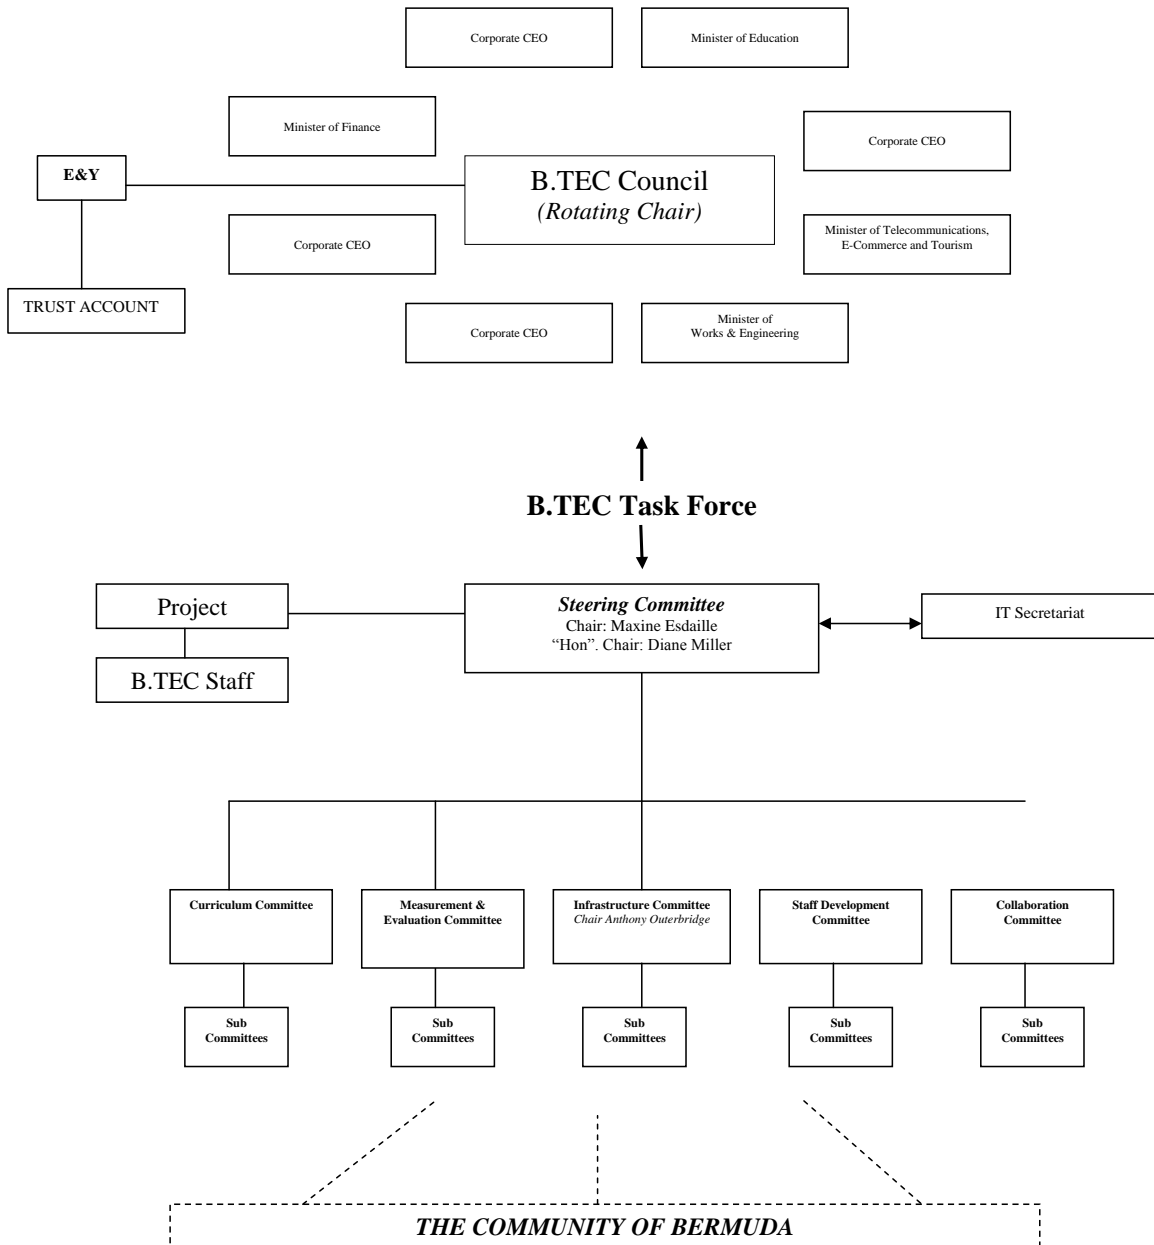 Corporate CEO
Minister of Education
Minister of Finance
Corporate CEO
E&Y
B.TEC Council
(Rotating Chair)
Corporate CEO
Minister of Telecommunications,
E-Commerce and Tourism
TRUST ACCOUNT
Corporate CEO
Minister of
Works & Engineering
B.TEC Task Force
Project
Steering Committee
Chair: Maxine Esdaille
“Hon”. Chair: Diane Miller
IT Secretariat
B.TEC Staff
Curriculum Committee
Measurement &
Evaluation Committee
Infrastructure Committee
Chair Anthony Outerbridge
Staff Development
Committee
Collaboration
Committee
Sub
Committees
Sub
Committees
Sub
Committees
Sub
Committees
Sub
Committees
THE COMMUNITY OF BERMUDA